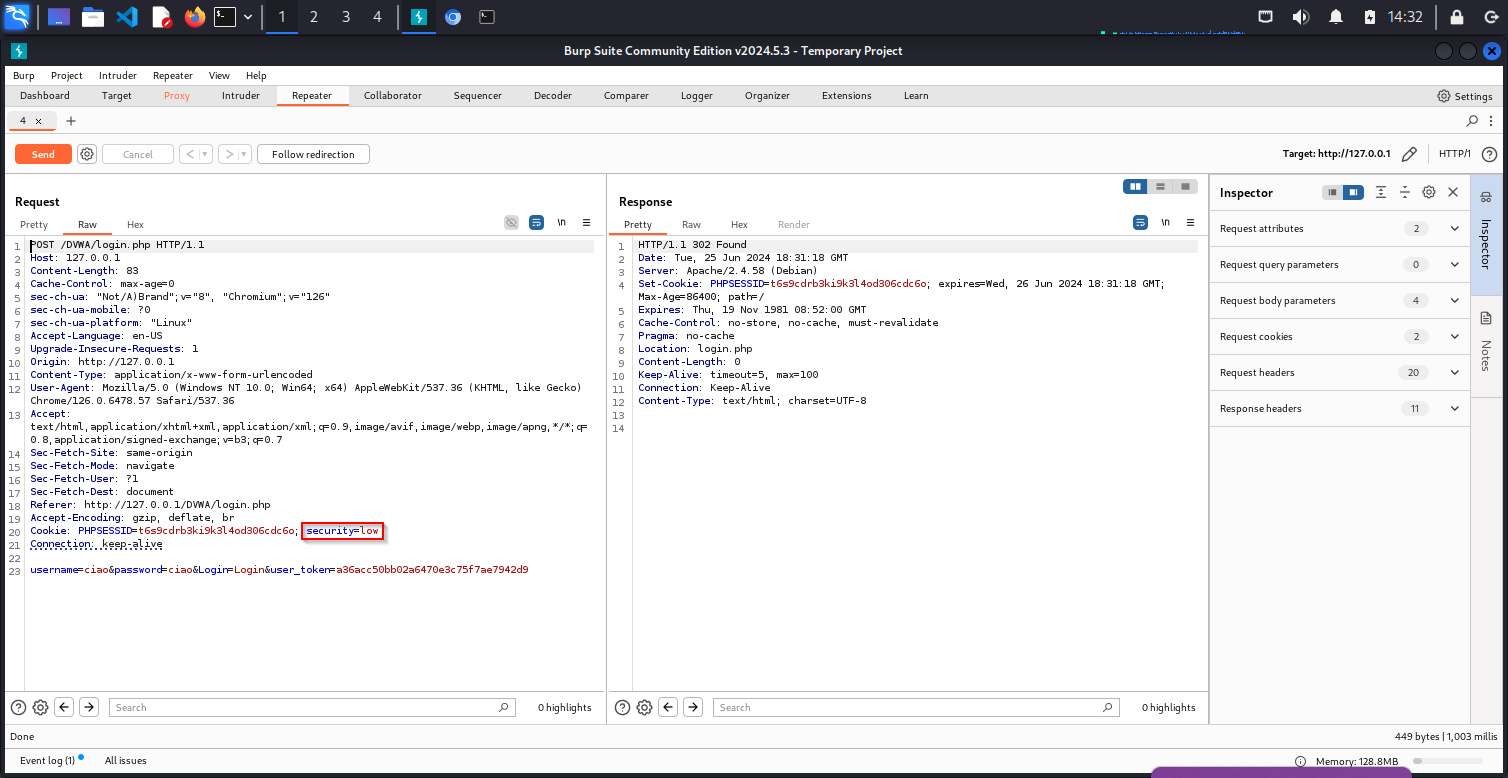 1 2 3 4 14:32
Burp Suite Community Edition v2024.5.3 - Temporary Project
Burp Project Intruder Repeater View Help
Dashboard Target Proxy Intruder Repeater Collaborator Sequencer Decoder Comparer Logger Organizer Extensions Learn Settings
4 × +
Send Cancel < > Follow redirection Target: http://127.0.0.1 HTTP/1 ?
Request
Pretty Raw Hex \n
1 POST /DVWA/login.php HTTP/1.1
2 Host: 127.0.0.1
3 Content-Length: 83
4 Cache-Control: max-age=0
5 sec-ch-ua: "Not/A)Brand";v="8", "Chromium";v="126"
6 sec-ch-ua-mobile: ?0
7 sec-ch-ua-platform: "Linux"
8 Accept-Language: en-US
9 Upgrade-Insecure-Requests: 1
10 Origin: http://127.0.0.1
11 Content-Type: application/x-www-form-urlencoded
12 User-Agent: Mozilla/5.0 (Windows NT 10.0; Win64; x64) AppleWebKit/537.36 (KHTML, like Gecko)
Chrome/126.0.6478.57 Safari/537.36
13 Accept:
text/html,application/xhtml+xml,application/xml;q=0.9,image/avif,image/webp,image/apng,*/*;q=
0.8,application/signed-exchange;v=b3;q=0.7
14 Sec-Fetch-Site: same-origin
15 Sec-Fetch-Mode: navigate
16 Sec-Fetch-User: ?1
17 Sec-Fetch-Dest: document
18 Referer: http://127.0.0.1/DVWA/login.php
19 Accept-Encoding: gzip, deflate, br
20 Cookie: PHPSESSID=t6s9cdrb3ki9k3l4od306cdc6o; security=low
21 Connection: keep-alive
22
23 username=ciao&password=ciao&Login=Login&user_token=a36acc50bb02a6470e3c75f7ae7942d9
Search 0 highlights
Response
Pretty Raw Hex Render \n
1 HTTP/1.1 302 Found
2 Date: Tue, 25 Jun 2024 18:31:18 GMT
3 Server: Apache/2.4.58 (Debian)
4 Set-Cookie: PHPSESSID=t6s9cdrb3ki9k3l4od306cdc6o; expires=Wed, 26 Jun 2024 18:31:18 GMT;
Max-Age=86400; path=/
5 Expires: Thu, 19 Nov 1981 08:52:00 GMT
6 Cache-Control: no-store, no-cache, must-revalidate
7 Pragma: no-cache
8 Location: login.php
9 Content-Length: 0
10 Keep-Alive: timeout=5, max=100
11 Connection: Keep-Alive
12 Content-Type: text/html; charset=UTF-8
13
14
Search 0 highlights
Inspector
Request attributes 2
Request query parameters 0
Request body parameters 4
Request cookies 2
Request headers 20
Response headers 11
Inspector
Notes
Done 449 bytes | 1,003 millis
Event log (1) All issues Memory: 128.8MB